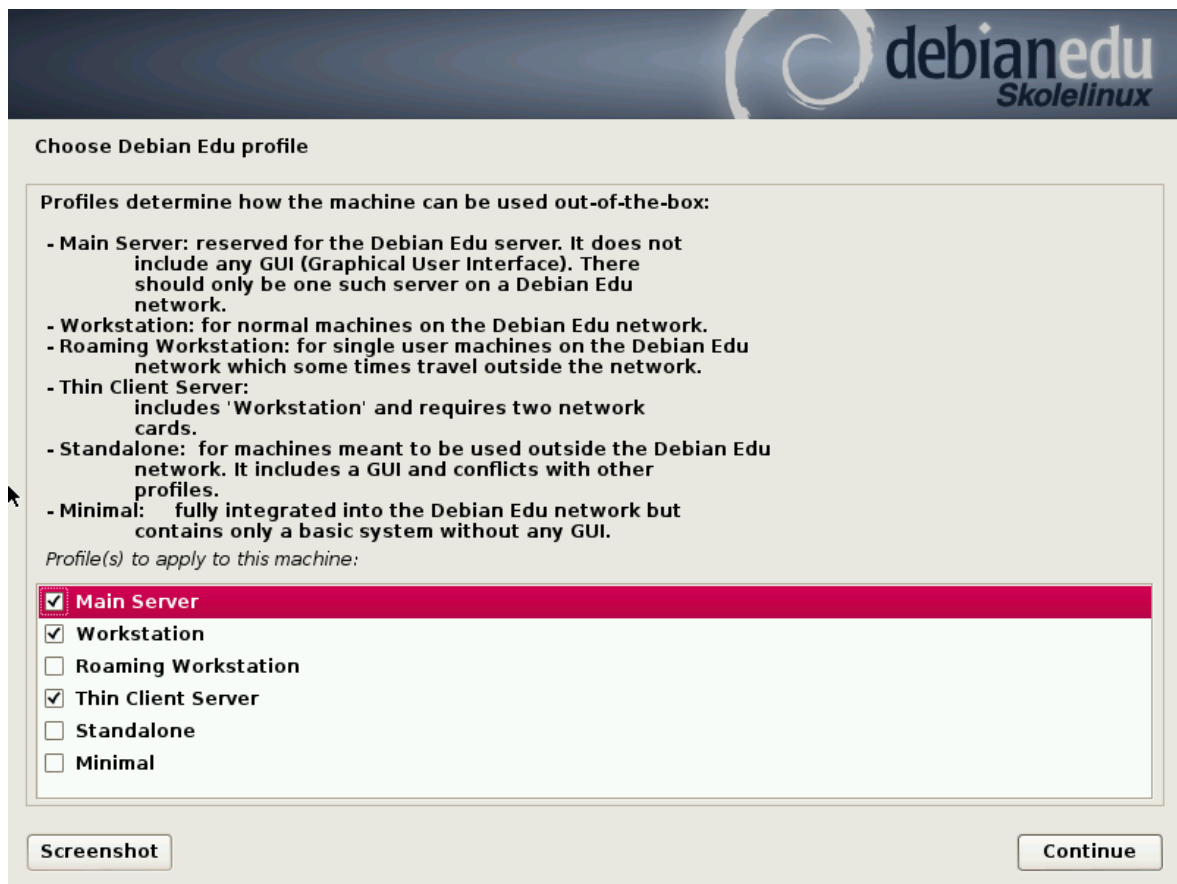 debianedu
Skolelinux
Choose Debian Edu profile
Profiles determine how the machine can be used out-of-the-box:
- Main Server: reserved for the Debian Edu server. It does not
include any GUI (Graphical User Interface). There
should only be one such server on a Debian Edu
network.
- Workstation: for normal machines on the Debian Edu network.
- Roaming Workstation: for single user machines on the Debian Edu
network which some times travel outside the network.
- Thin Client Server:
includes 'Workstation' and requires two network
cards.
- Standalone: for machines meant to be used outside the Debian Edu
network. It includes a GUI and conflicts with other
profiles.
- Minimal: fully integrated into the Debian Edu network but
contains only a basic system without any GUI.
Profile(s) to apply to this machine:
Main Server
Workstation
Roaming Workstation
Thin Client Server
Standalone
Minimal
Screenshot
Continue